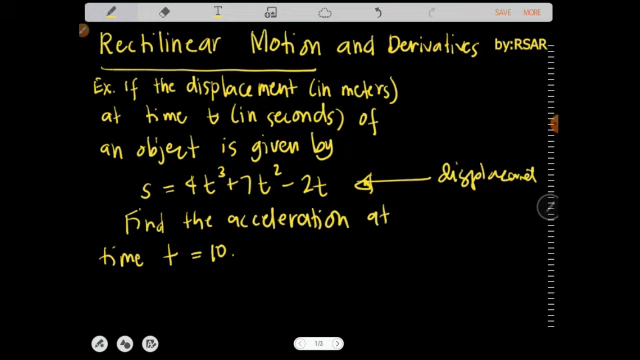 SAVE MORE
Rectilinear Motion and Derivatives by:RSAR
Ex. If the displacement (in meters)
at time t (in seconds) of
an object is given by
s = 4t³ + 7t² - 2t displacement
Find the acceleration at
time t = 10.
1/3